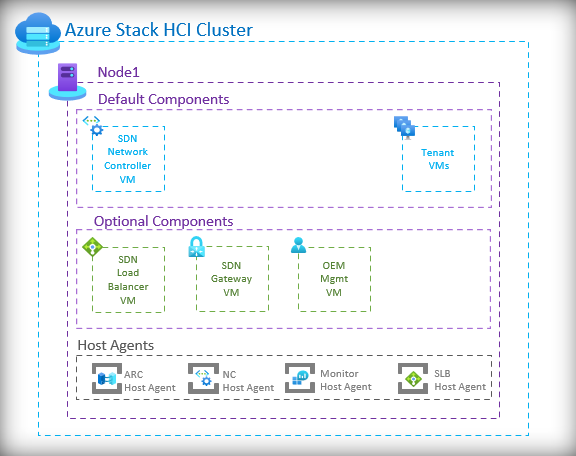 Azure Stack HCI Cluster
Node1
Default Components
SDN
Network
Controller
VM
Tenant
VMs
Optional Components
SDN
Load
Balancer
VM
SDN
Gateway
VM
OEM
Mgmt
VM
Host Agents
ARC
Host Agent
NC
Host Agent
Monitor
Host Agent
SLB
Host Agent